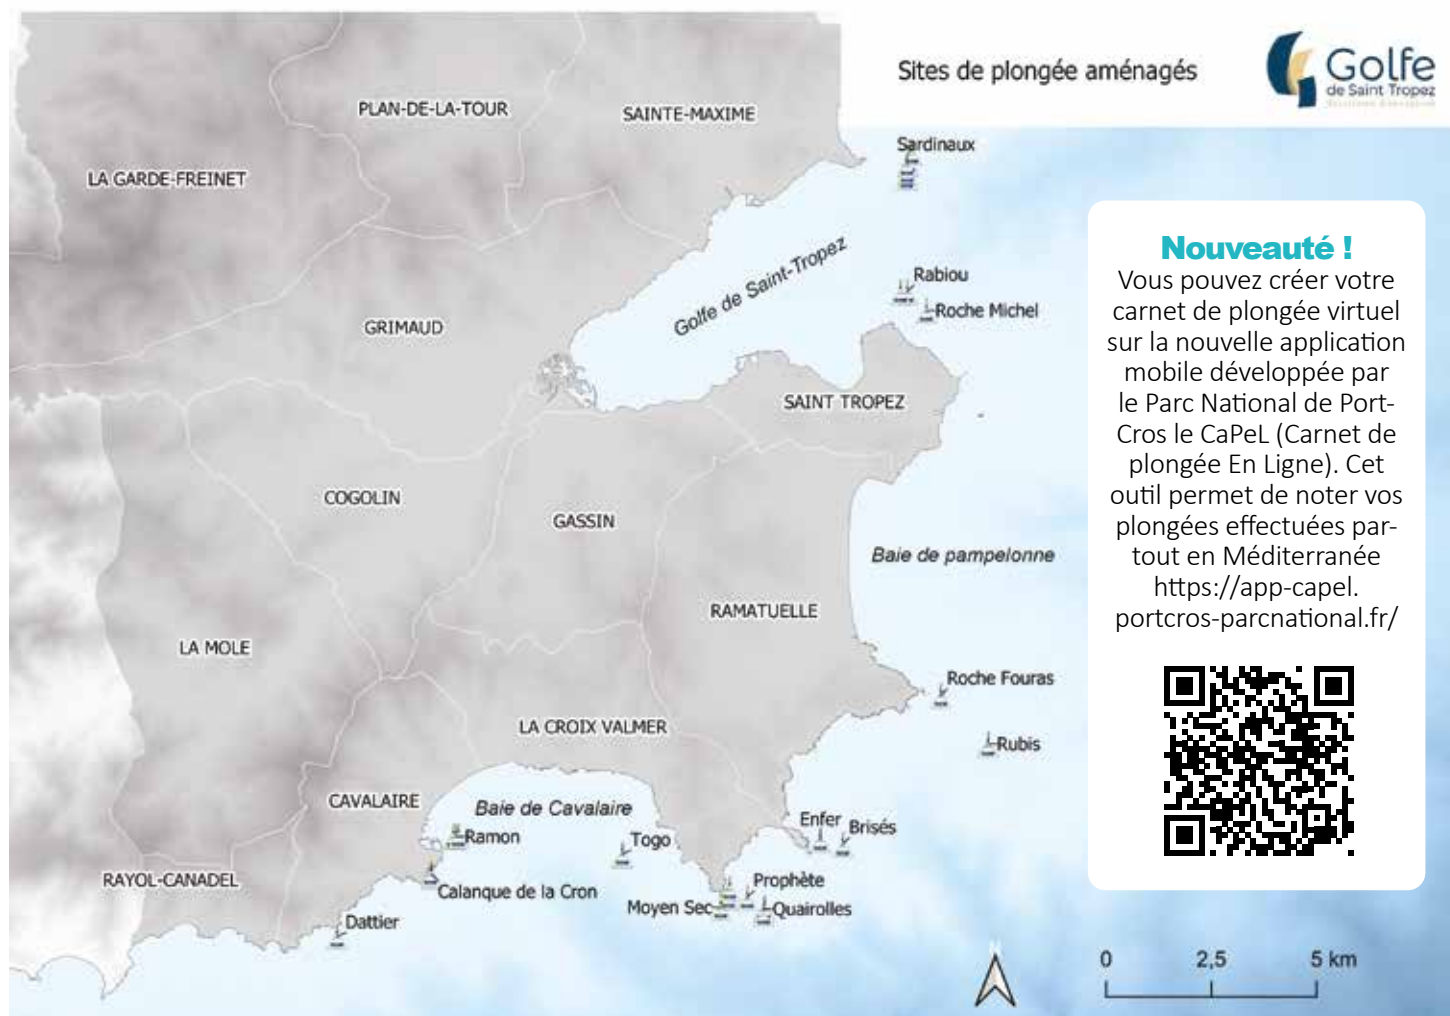 Sites de plongée aménagés
Golfe
de Saint Tropez
PLAN-DE-LA-TOUR
SAINTE-MAXIME
Sardinaux
LA GARDE-FREINET
Golfe de Saint-Tropez
Rabiou
Roche Michel
GRIMAUD
SAINT TROPEZ
COGOLIN
GASSIN
Baie de pampelonne
RAMATUELLE
LA MOLE
Roche Fouras
LA CROIX VALMER
Rubis
CAVALAIRE
Baie de Cavalaire
Ramon
Togo
Enfer
Brisés
RAYOL-CANADEL
Calanque de la Cron
Prophète
Moyen Sec
Quairolles
Dattier
Nouveauté !
Vous pouvez créer votre
carnet de plongée virtuel
sur la nouvelle application
mobile développée par
le Parc National de Port-
Cros le CaPeL (Carnet de
plongée En Ligne). Cet
outil permet de noter vos
plongées effectuées par-
tout en Méditerranée
https://app-capel.
portcros-parcnational.fr/
N
0 2,5 5 km